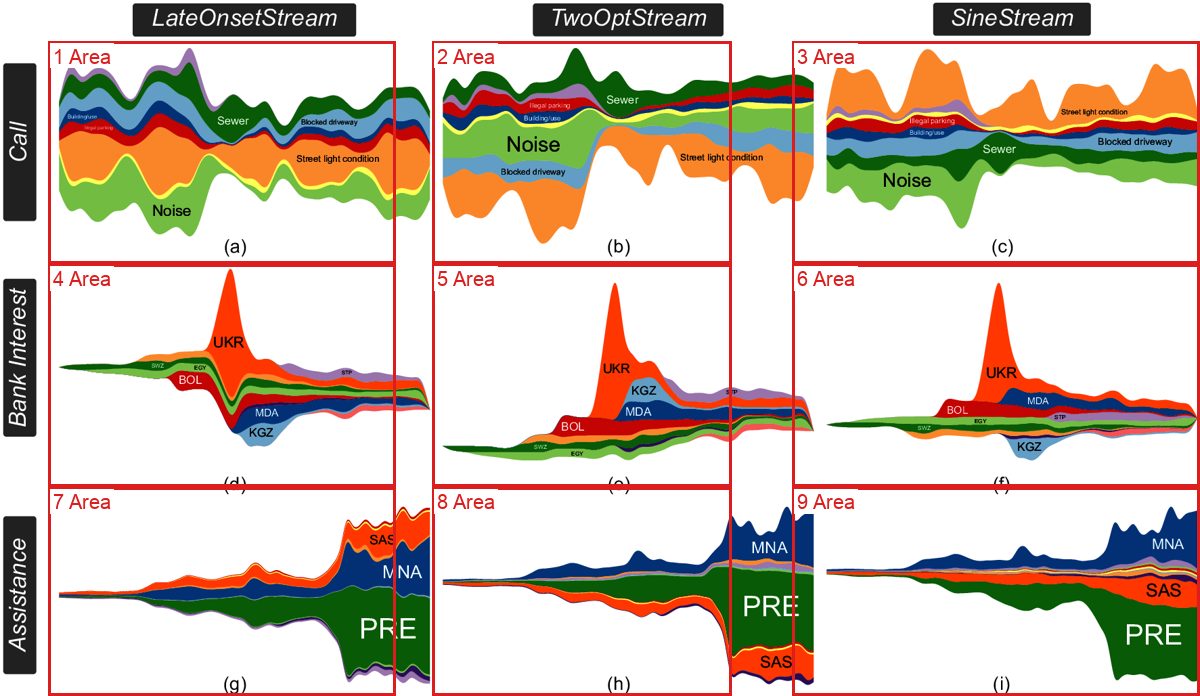 LateOnsetStream
TwoOptStream
SineStream
Call
1 Area
Building/use
Illegal parking
Sewer
Blocked driveway
Street light condition
Noise
(a)
2 Area
Illegal parking
Building/use
Sewer
Noise
Blocked driveway
Street light condition
(b)
3 Area
Illegal parking
Building/use
Street light condition
Sewer
Blocked driveway
Noise
(c)
Bank Interest
4 Area
UKR
SWZ
EGY
BOL
STP
MDA
KGZ
(d)
5 Area
UKR
KGZ
STP
MDA
BOL
SWZ
EGY
(e)
6 Area
UKR
MDA
BOL
STP
EGY
SWZ
KGZ
(f)
Assistance
7 Area
SAS
MNA
PRE
(g)
8 Area
MNA
PRE
SAS
(h)
9 Area
MNA
SAS
PRE
(i)